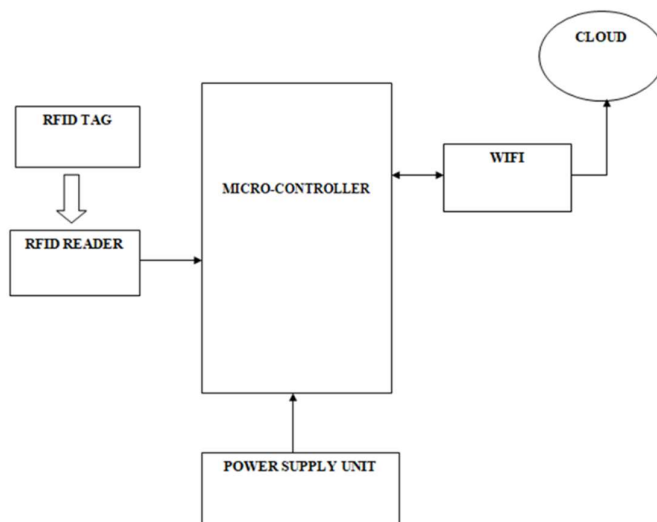 CLOUD
RFID TAG
WIFI
MICRO-CONTROLLER
RFID READER
POWER SUPPLY UNIT